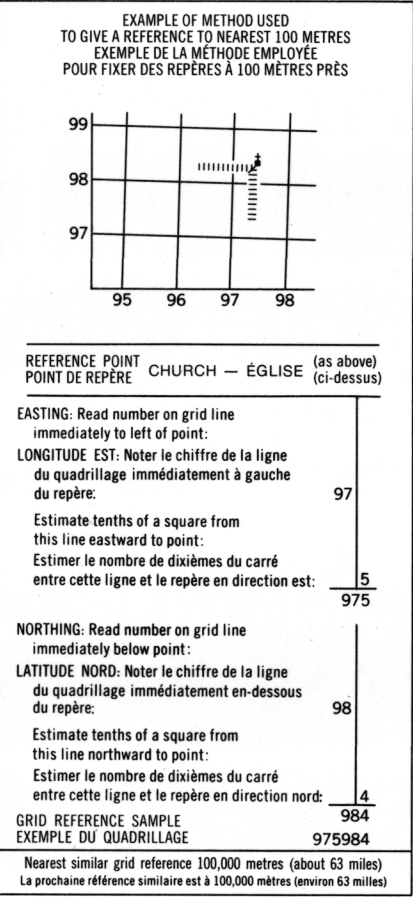 EXAMPLE OF METHOD USED
TO GIVE A REFERENCE TO NEAREST 100 METRES
EXEMPLE DE LA MÉTHODE EMPLOYÉE
POUR FIXER DES REPÈRES À 100 MÈTRES PRÈS
99
98
97
95 96 97 98
REFERENCE POINT
POINT DE REPÈRE
CHURCH — ÉGLISE
(as above)
(ci-dessus)
EASTING: Read number on grid line
immediately to left of point:
LONGITUDE EST: Noter le chiffre de la ligne
du quadrillage immédiatement à gauche
du repère: 97
Estimate tenths of a square from
this line eastward to point:
Estimer le nombre de dixièmes du carré
entre cette ligne et le repère en direction est: 5
975
NORTHING: Read number on grid line
immediately below point:
LATITUDE NORD: Noter le chiffre de la ligne
du quadrillage immédiatement en-dessous
du repère: 98
Estimate tenths of a square from
this line northward to point:
Estimer le nombre de dixièmes du carré
entre cette ligne et le repère en direction nord: 4
984
GRID REFERENCE SAMPLE
EXEMPLE DU QUADRILLAGE 975984
Nearest similar grid reference 100,000 metres (about 63 miles)
La prochaine référence similaire est à 100,000 mètres (environ 63 milles)